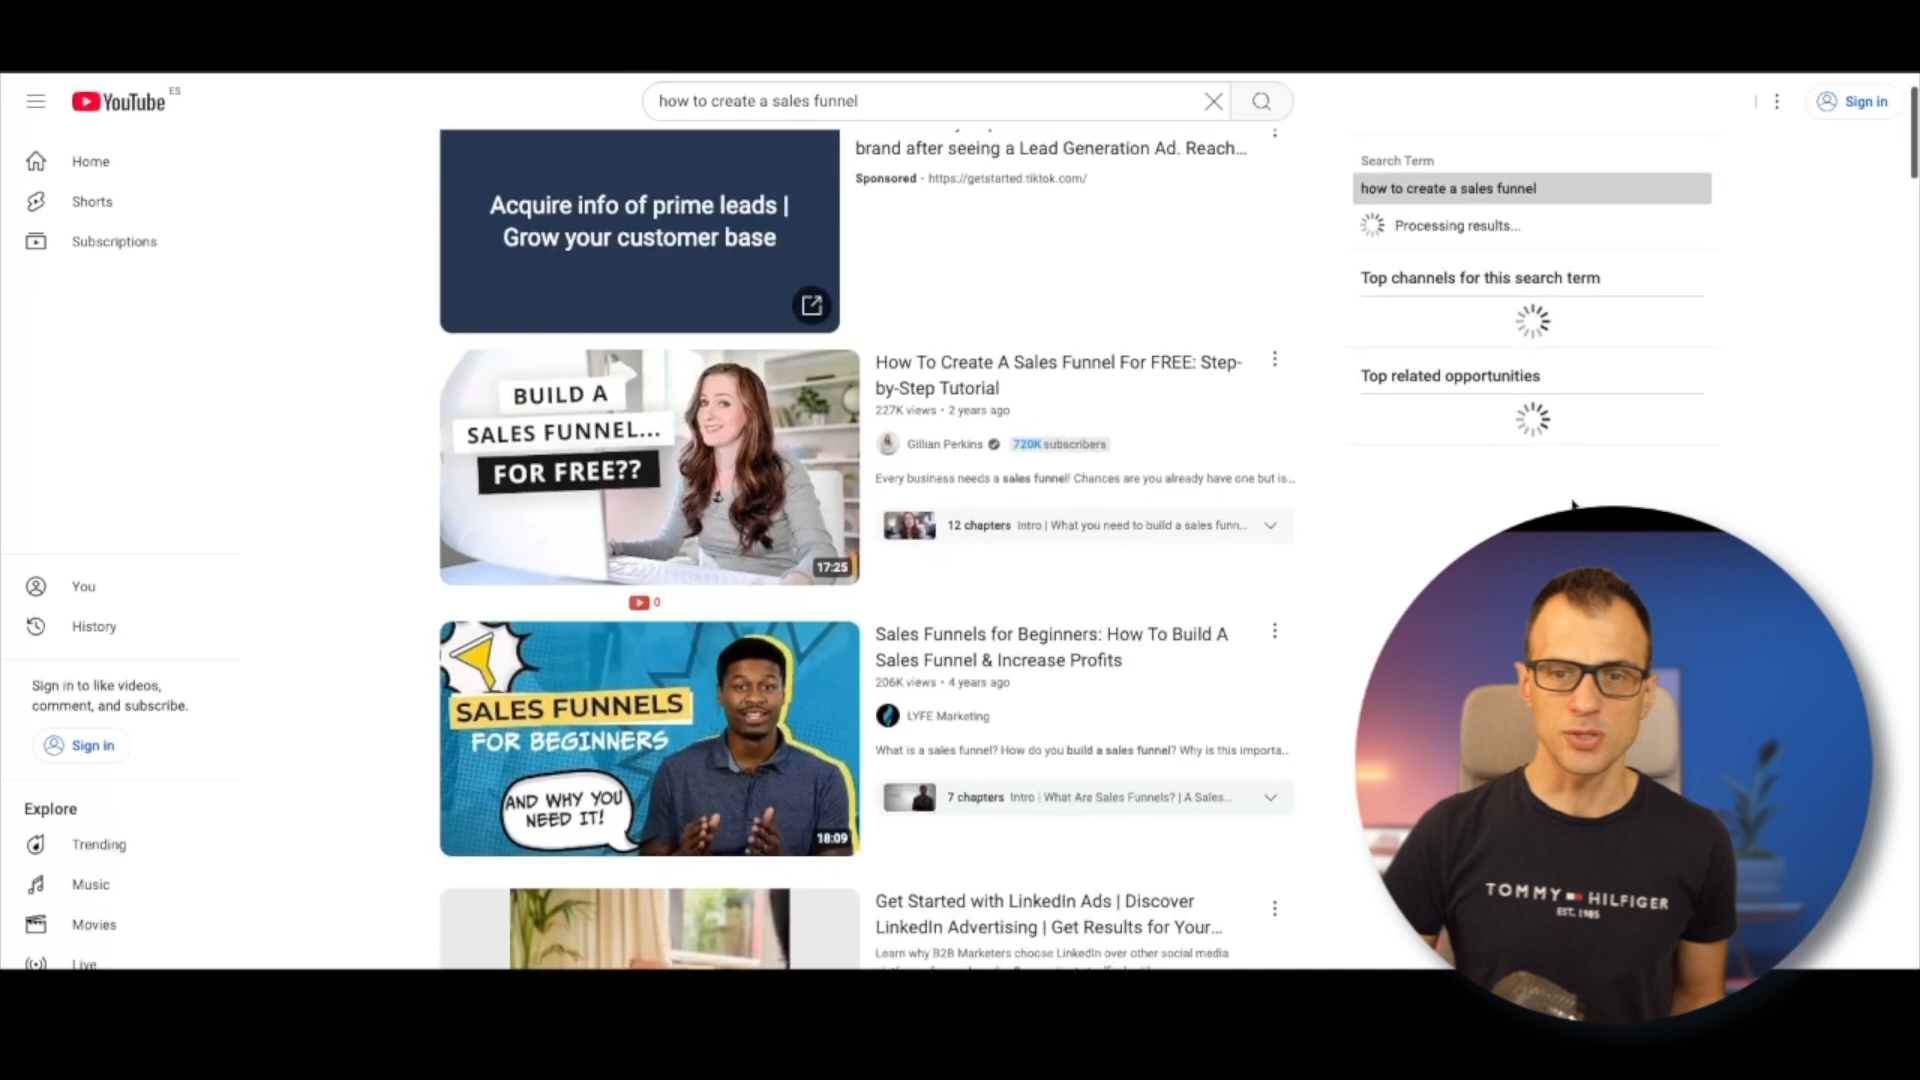 YouTube ES
how to create a sales funnel
Sign in
Home
Shorts
Subscriptions
You
History
Sign in to like videos,
comment, and subscribe.
Sign in
Explore
Trending
Music
Movies
Live
Acquire info of prime leads |
Grow your customer base
brand after seeing a Lead Generation Ad. Reach...
Sponsored · https://getstarted.tiktok.com/
BUILD A
SALES FUNNEL...
FOR FREE??
17:25
How To Create A Sales Funnel For FREE: Step-
by-Step Tutorial
227K views • 2 years ago
Gillian Perkins 720K subscribers
Every business needs a sales funnel! Chances are you already have one but is...
12 chapters Intro | What you need to build a sales funn...
0
SALES FUNNELS
FOR BEGINNERS
AND WHY YOU
NEED IT!
18:09
Sales Funnels for Beginners: How To Build A
Sales Funnel & Increase Profits
206K views • 4 years ago
LYFE Marketing
What is a sales funnel? How do you build a sales funnel? Why is this importa...
7 chapters Intro | What Are Sales Funnels? | A Sales...
Get Started with LinkedIn Ads | Discover
LinkedIn Advertising | Get Results for Your...
Learn why B2B Marketers choose LinkedIn over other social media
Search Term
how to create a sales funnel
Processing results...
Top channels for this search term
Top related opportunities
TOMMY HILFIGER
EST. 1985